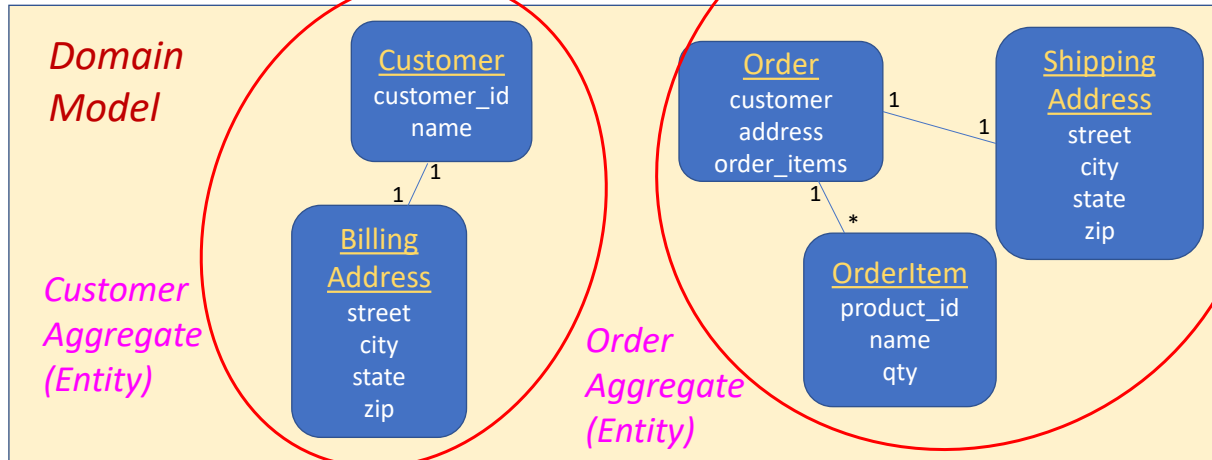 Domain
Model
Customer
customer_id
name
1
1
Billing
Address
street
city
state
zip
Customer
Aggregate
(Entity)
Order
customer
address
order_items
1
1
1
*
Shipping
Address
street
city
state
zip
OrderItem
product_id
name
qty
Order
Aggregate
(Entity)